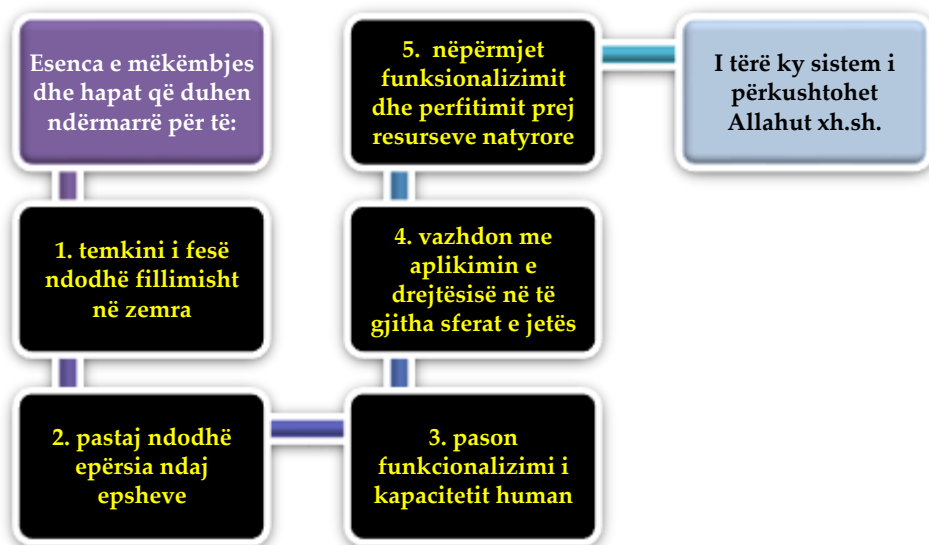 Esenca e mëkëmbjes
dhe hapat që duhen
ndërmarrë për të:
1. temkini i fesë
ndodhë fillimisht
në zemra
2. pastaj ndodhë
epërsia ndaj
epsheve
3. pason
funkcionalizimi i
kapacitetit human
4. vazhdon me
aplikimin e
drejtësisë në të
gjitha sferat e jetës
5. nëpërmjet
funksionalizimit
dhe perfitimit prej
resurseve natyrore
I tërë ky sistem i
përkushtohet
Allahut xh.sh.